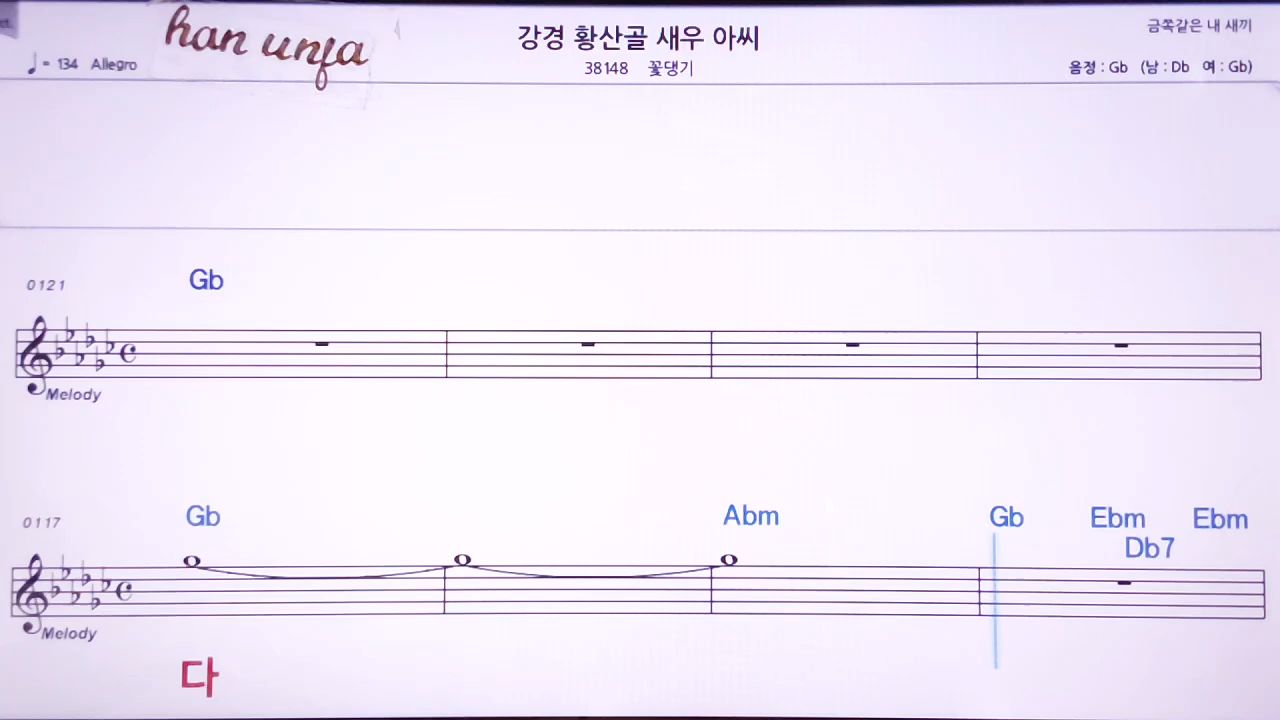 han unja
강경 황산골 새우 아씨
금쪽같은 내 새끼
♩ = 134 Allegro
38148 꽃댕기
음정 : Gb (남 : Db 여 : Gb)
0121
Gb
Melody
0117
Gb Abm Gb Ebm Ebm
Db7
Melody
다